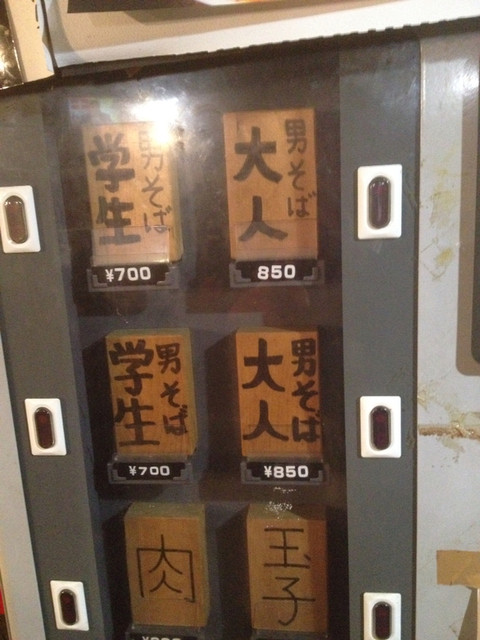 男そば
学生
男そば
大人
¥700
850
男そば
学生
男そば
大人
¥700
¥850
肉
玉子